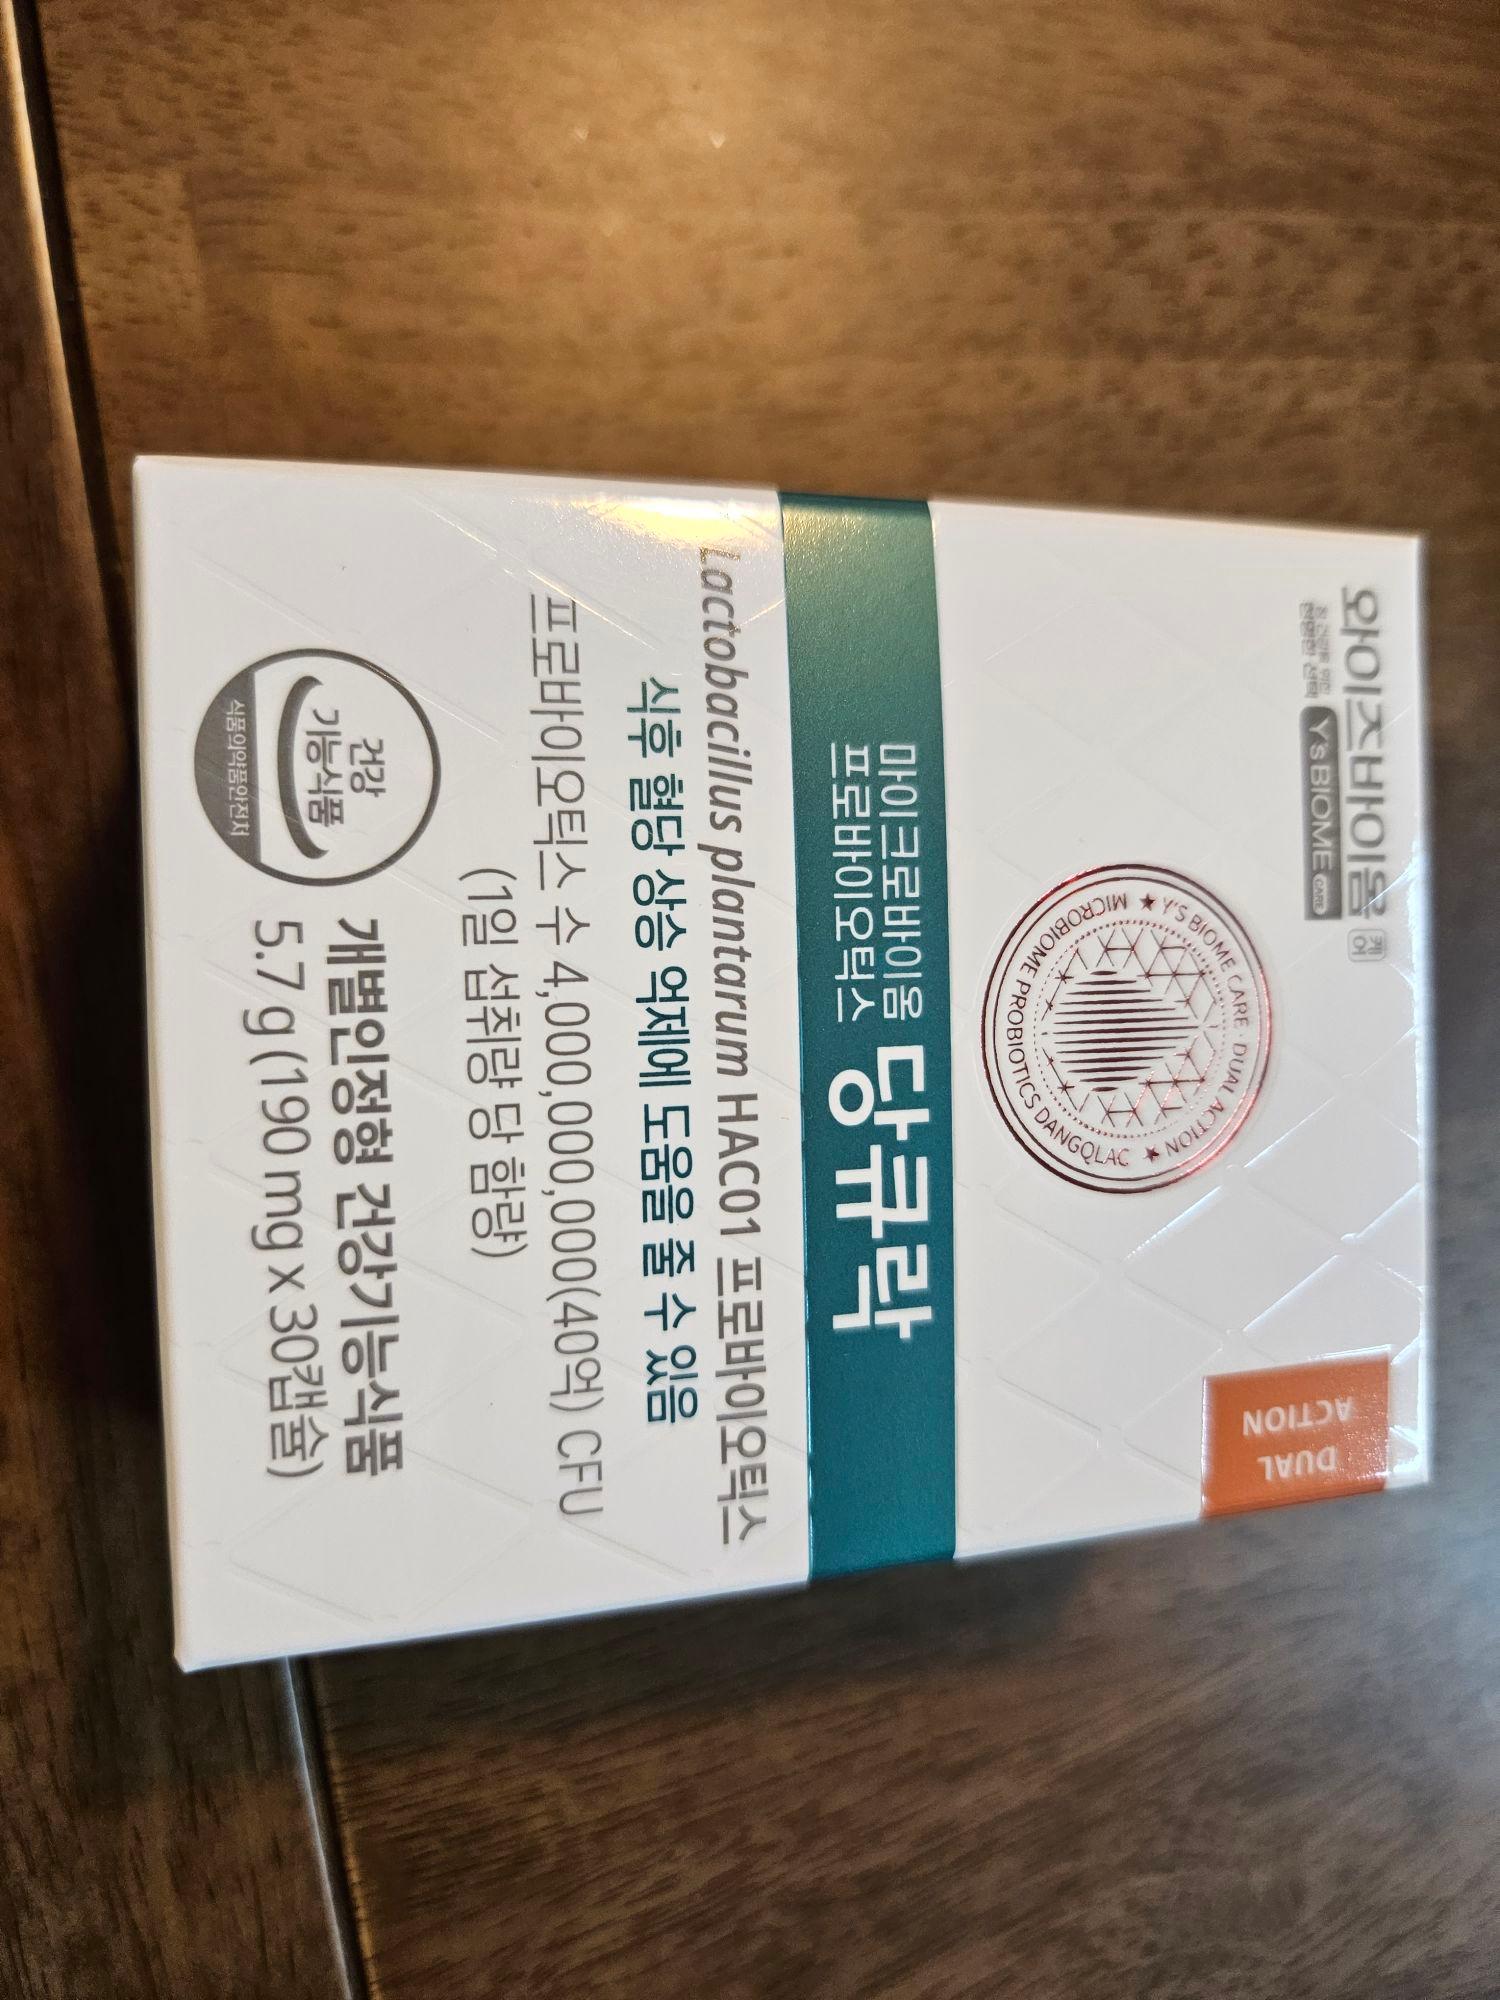 와이즈바이옴 케어
Y's BIOME CARE
DUAL
ACTION
Y.S BIOME CARE, DUAL ACTION ★ MICROBIOME PROBIOTICS DANGQLAC ★
마이크로바이옴
프로바이오틱스
당큐락
Lactobacillus plantarum HAC01 프로바이오틱스
식후 혈당 상승 억제에 도움을 줄 수 있음
프로바이오틱스 수 4,000,000,000(40억) CFU
(1일 섭취량 당 함량)
건강
기능식품
식품의약품안전처
개별인정형 건강기능식품
5.7 g (190 mg x 30캡슐)